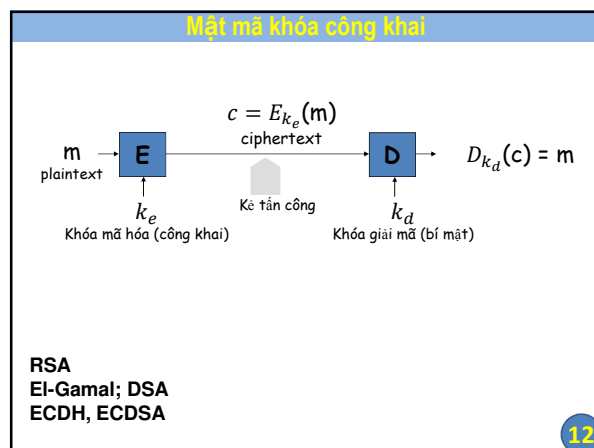 Mật mã khóa công khai
c = E_{k_e}(m)
ciphertext
m
plaintext
E
D
D_{k_d}(c) = m
Kẻ tấn công
k_e
Khóa mã hóa (công khai)
k_d
Khóa giải mã (bí mật)
RSA
El-Gamal; DSA
ECDH, ECDSA
12